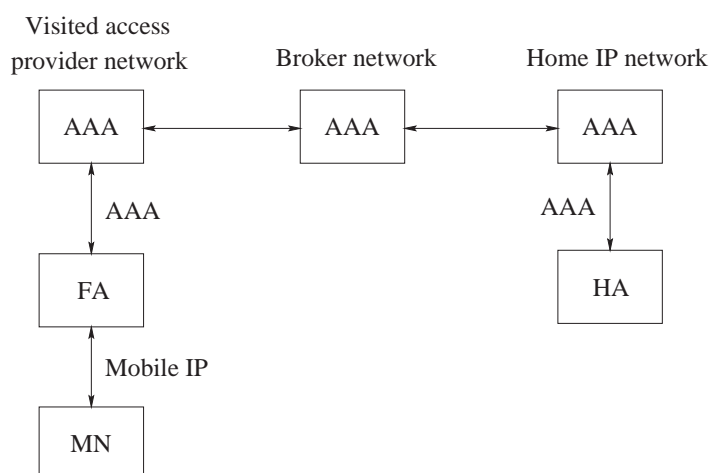 Visited access
provider network
Broker network
Home IP network
AAA
AAA
AAA
AAA
AAA
FA
HA
Mobile IP
MN